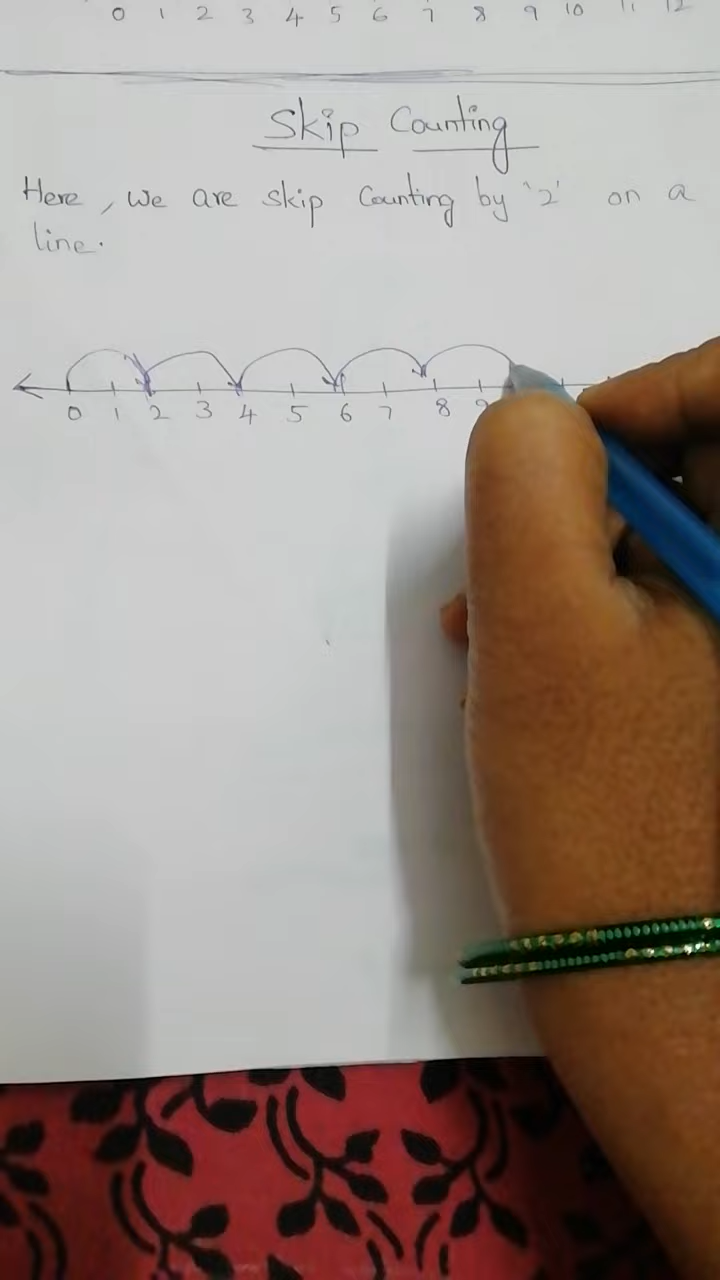 0 1 2 3 4 5 6 7 8 9 10 11 12
Skip Counting
Here, we are skip Counting by '2' on a
line.
0 1 2 3 4 5 6 7 8 9